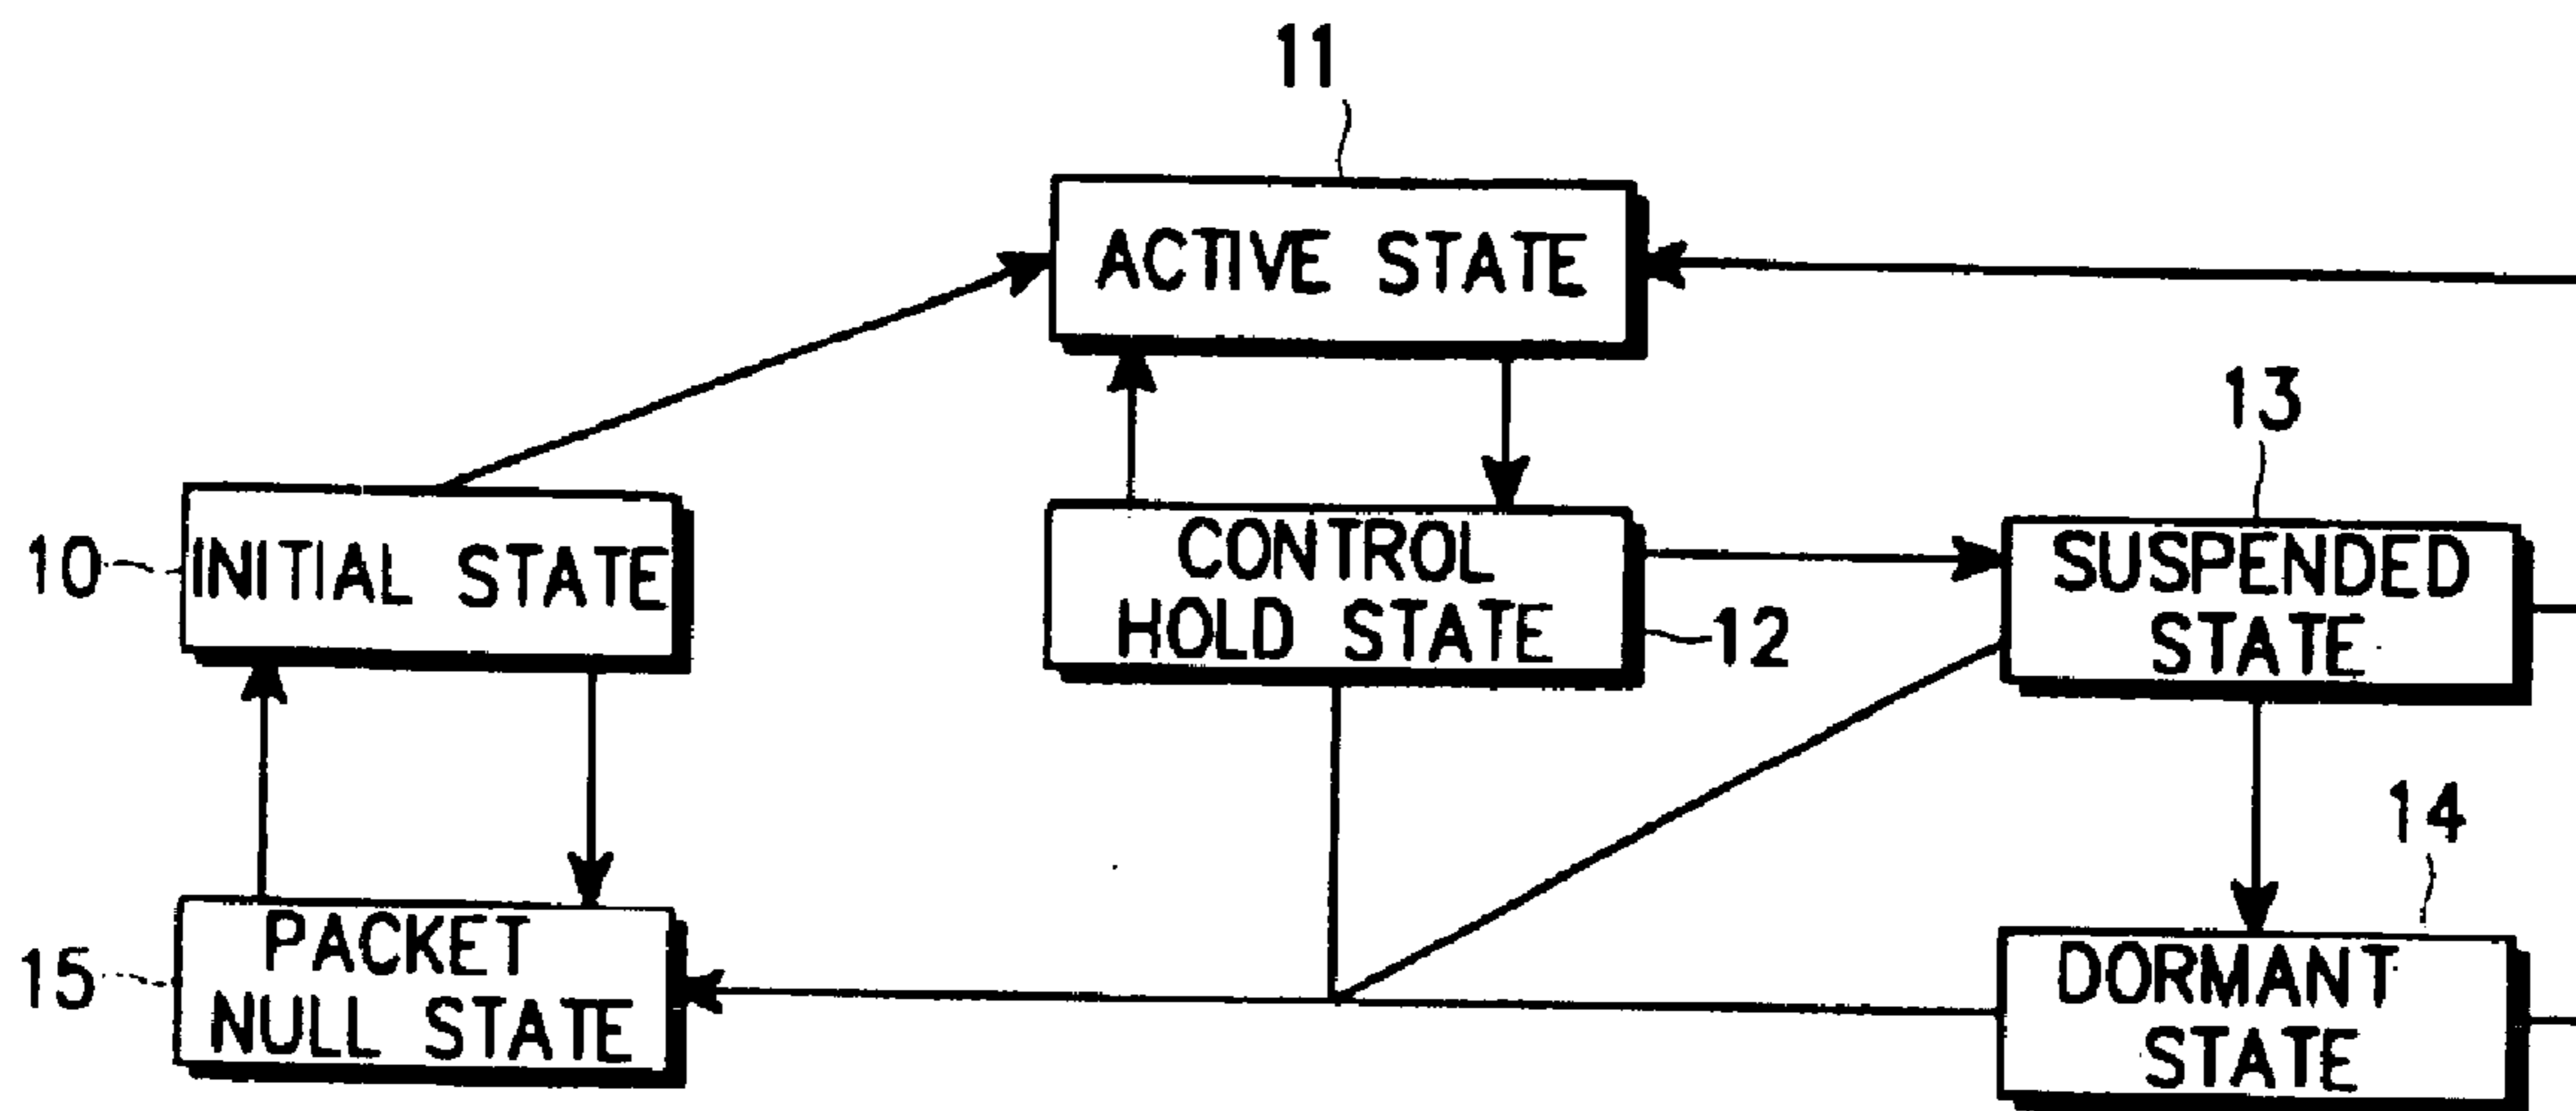 11
ACTIVE STATE
13
10
INITIAL STATE
CONTROL
HOLD STATE
12
SUSPENDED
STATE
14
15
PACKET
NULL STATE
DORMANT
STATE